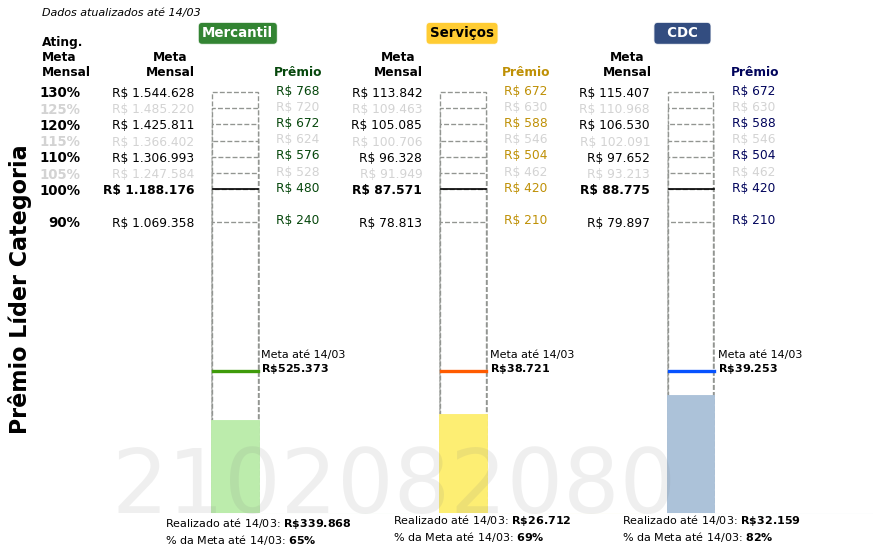 Dados atualizados até 14/03
Mercantil Serviços CDC
Ating. Meta Mensal
Meta Mensal Prêmio Meta Mensal Prêmio Meta Mensal Prêmio
130% R$ 1.544.628 R$ 768 R$ 113.842 R$ 672 R$ 115.407 R$ 672
125% R$ 1.485.220 R$ 720 R$ 109.463 R$ 630 R$ 110.968 R$ 630
120% R$ 1.425.811 R$ 672 R$ 105.085 R$ 588 R$ 106.530 R$ 588
115% R$ 1.366.402 R$ 624 R$ 100.706 R$ 546 R$ 102.091 R$ 546
110% R$ 1.306.993 R$ 576 R$ 96.328 R$ 504 R$ 97.652 R$ 504
105% R$ 1.247.584 R$ 528 R$ 91.949 R$ 462 R$ 93.213 R$ 462
100% R$ 1.188.176 R$ 480 R$ 87.571 R$ 420 R$ 88.775 R$ 420
90% R$ 1.069.358 R$ 240 R$ 78.813 R$ 210 R$ 79.897 R$ 210
Prêmio Líder Categoria
Meta até 14/03 Meta até 14/03 Meta até 14/03
R$525.373 R$38.721 R$39.253
2102082080
Realizado até 14/03: R$339.868 Realizado até 14/03: R$26.712 Realizado até 14/03: R$32.159
% da Meta até 14/03: 65% % da Meta até 14/03: 69% % da Meta até 14/03: 82%